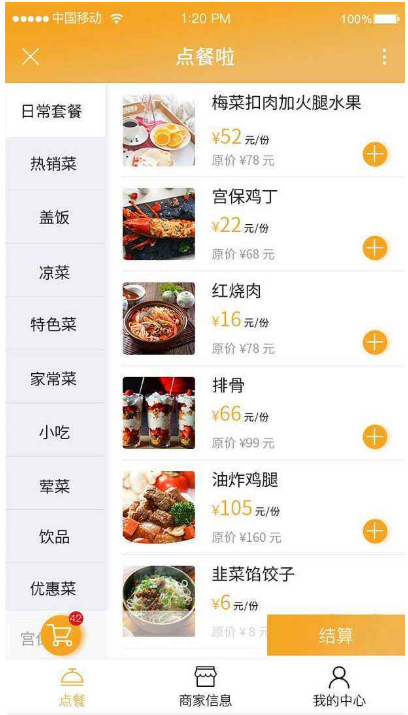 中国移动 1:20 PM 100%
点餐啦
日常套餐
热销菜
盖饭
凉菜
特色菜
家常菜
小吃
荤菜
饮品
优惠菜
梅菜扣肉加火腿水果
¥52 元/份
原价 ¥78 元
宫保鸡丁
¥22 元/份
原价 ¥68 元
红烧肉
¥16 元/份
原价 ¥78 元
排骨
¥66 元/份
原价 ¥99 元
油炸鸡腿
¥105 元/份
原价 ¥160 元
韭菜馅饺子
¥6 元/份
原价 ¥8 元
宫
42
结算
点餐 商家信息 我的中心